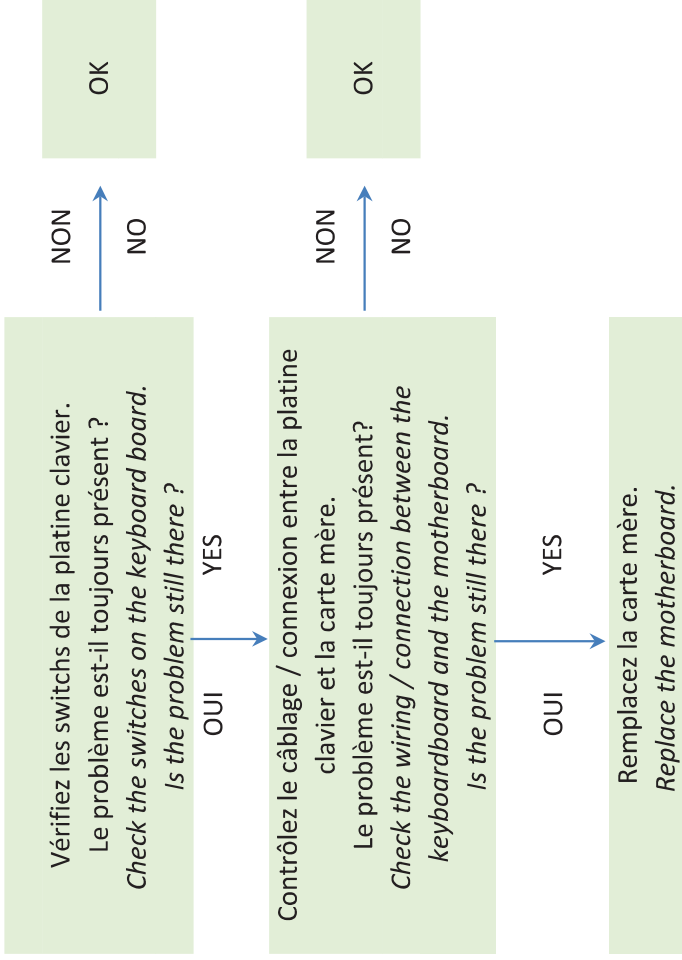 Vérifiez les switchs de la platine clavier.
Le problème est-il toujours présent ?
Check the switches on the keyboard board.
Is the problem still there ?
NON
NO
OK
OUI
YES
Contrôlez le câblage / connexion entre la platine
clavier et la carte mère.
Le problème est-il toujours présent?
Check the wiring / connection between the
keyboardboard and the motherboard.
Is the problem still there ?
NON
NO
OK
OUI
YES
Remplacez la carte mère.
Replace the motherboard.